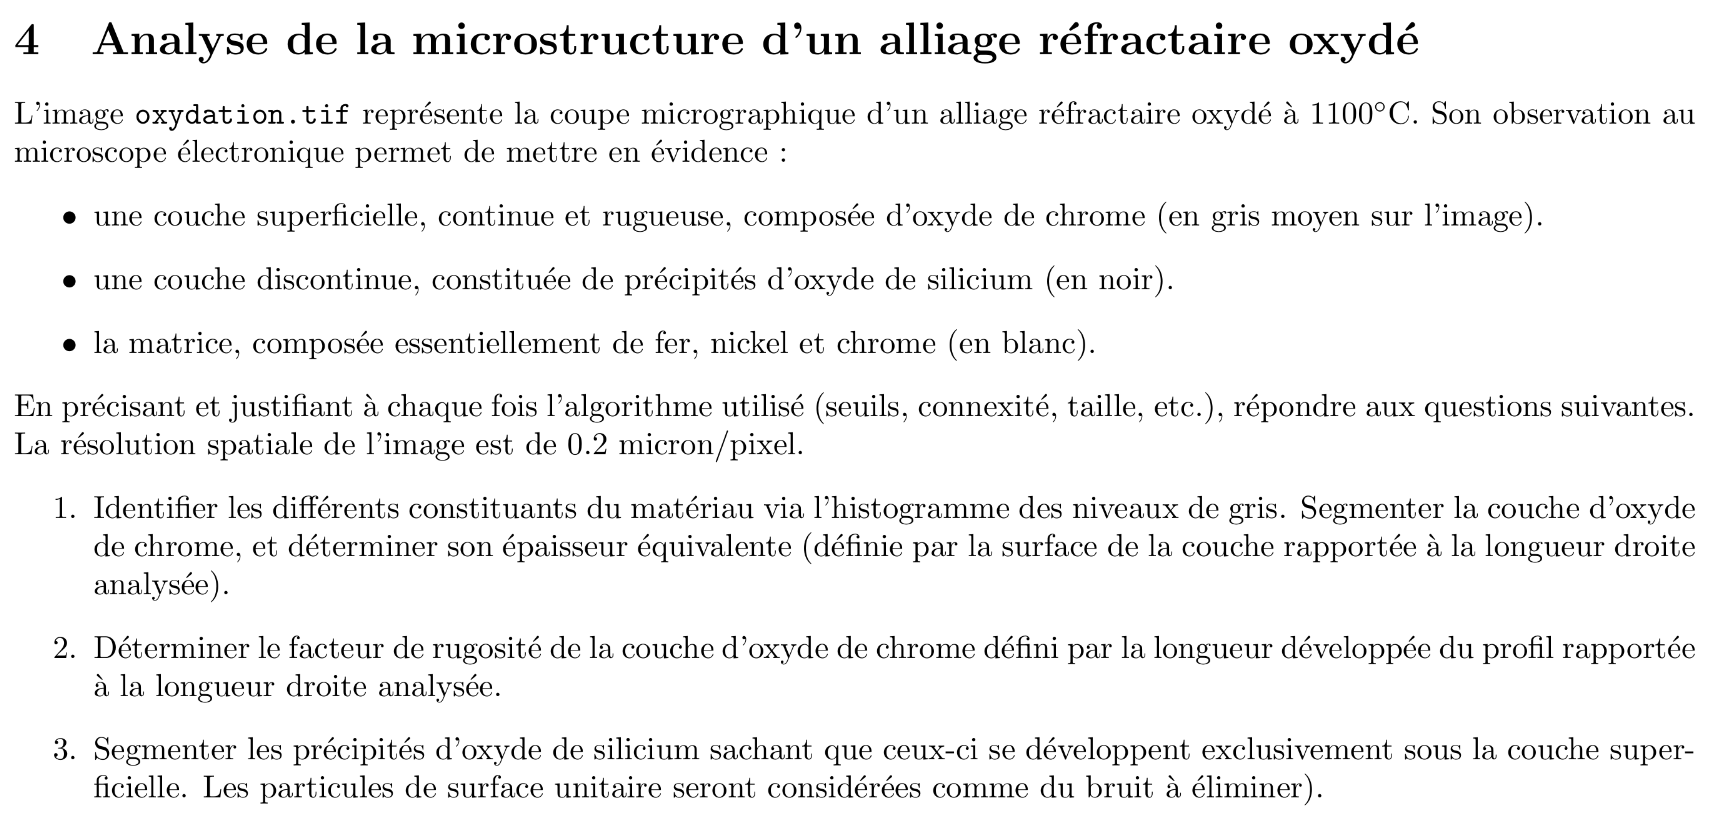 4 Analyse de la microstructure d'un alliage réfractaire oxydé
L'image oxydation.tif représente la coupe micrographique d'un alliage réfractaire oxydé à 1100°C. Son observation au
microscope électronique permet de mettre en évidence :
• une couche superficielle, continue et rugueuse, composée d'oxyde de chrome (en gris moyen sur l'image).
• une couche discontinue, constituée de précipités d'oxyde de silicium (en noir).
• la matrice, composée essentiellement de fer, nickel et chrome (en blanc).
En précisant et justifiant à chaque fois l'algorithme utilisé (seuils, connexité, taille, etc.), répondre aux questions suivantes.
La résolution spatiale de l'image est de 0.2 micron/pixel.
1. Identifier les différents constituants du matériau via l'histogramme des niveaux de gris. Segmenter la couche d'oxyde
de chrome, et déterminer son épaisseur équivalente (définie par la surface de la couche rapportée à la longueur droite
analysée).
2. Déterminer le facteur de rugosité de la couche d'oxyde de chrome défini par la longueur développée du profil rapportée
à la longueur droite analysée.
3. Segmenter les précipités d'oxyde de silicium sachant que ceux-ci se développent exclusivement sous la couche super-
ficielle. Les particules de surface unitaire seront considérées comme du bruit à éliminer).